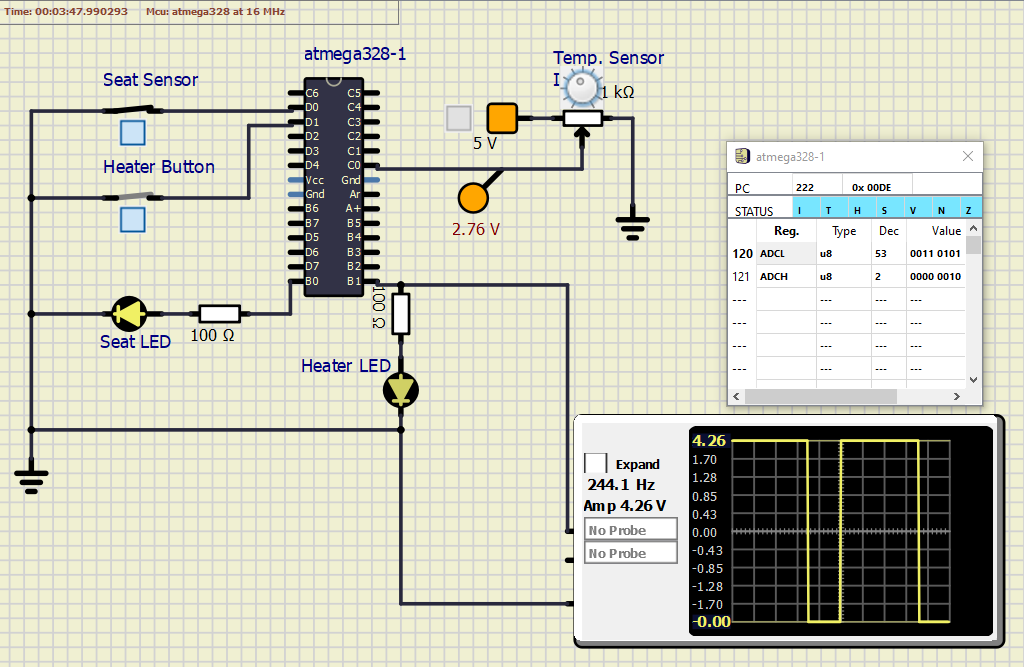 Time: 00:03:47.990293 Mcu: atmega328 at 16 MHz
atmega328-1
Temp. Sensor
Seat Sensor
1 kΩ
C6 C5
D0 C4
D1 C3
D2 C2
D3 C1
D4 C0
Vcc Gnd
Gnd Ar
B6 A+
B7 B5
D5 B4
D6 B3
D7 B2
B0 B1
5 V
Heater Button
2.76 V
100 Ω
Seat LED
100 Ω
Heater LED
atmega328-1
PC 222 0x 00DE
STATUS I T H S V N Z
Reg. Type Dec Value
120 ADCL u8 53 0011 0101
121 ADCH u8 2 0000 0010
--- --- --- ---
--- --- --- ---
--- --- --- ---
--- --- --- ---
Expand
244.1 Hz
Amp 4.26 V
No Probe
No Probe
4.26
1.70
1.28
0.85
0.43
0.00
-0.43
-0.85
-1.28
-1.70
-0.00